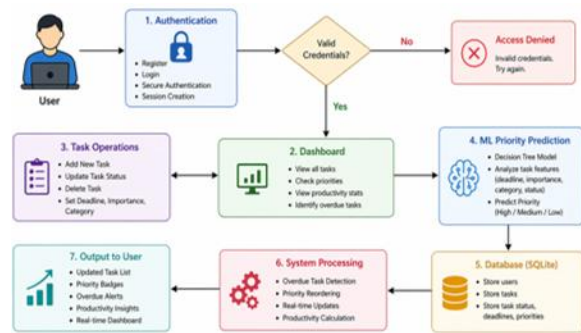 User
1. Authentication
• Register
• Login
• Secure Authentication
• Session Creation
Valid
Credentials?
No
Access Denied
Invalid credentials.
Try again.
Yes
3. Task Operations
• Add New Task
• Update Task Status
• Delete Task
• Set Deadline, Importance,
Category
2. Dashboard
• View all tasks
• Check priorities
• View productivity stats
• Identify overdue tasks
4. ML Priority Prediction
• Decision Tree Model
• Analyze task features
(deadline, importance,
category, status)
• Predict Priority
(High / Medium / Low)
7. Output to User
• Updated Task List
• Priority Badges
• Overdue Alerts
• Productivity Insights
• Real-time Dashboard
6. System Processing
• Overdue Task Detection
• Priority Reordering
• Real-time Updates
• Productivity Calculation
5. Database (SQLite)
• Store users
• Store tasks
• Store task status,
deadlines, priorities